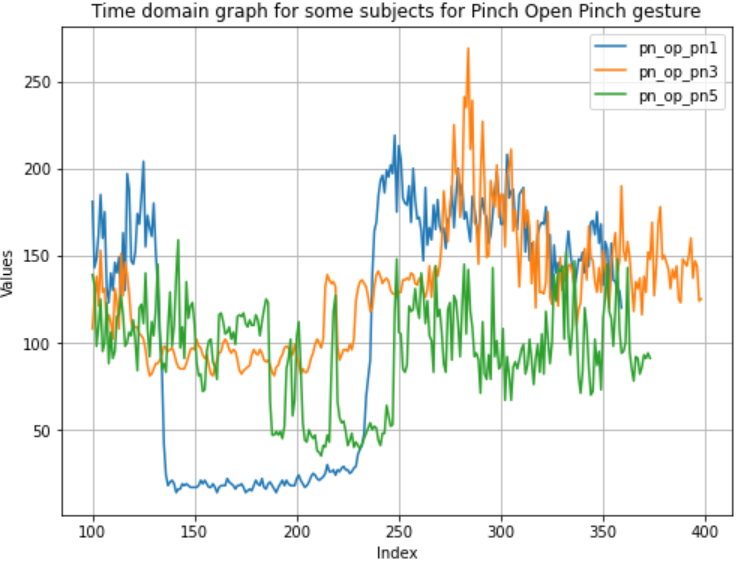 Time domain graph for some subjects for Pinch Open Pinch gesture
pn_op_pn1
pn_op_pn3
pn_op_pn5
250
200
150
100
50
Values
100 150 200 250 300 350 400
Index